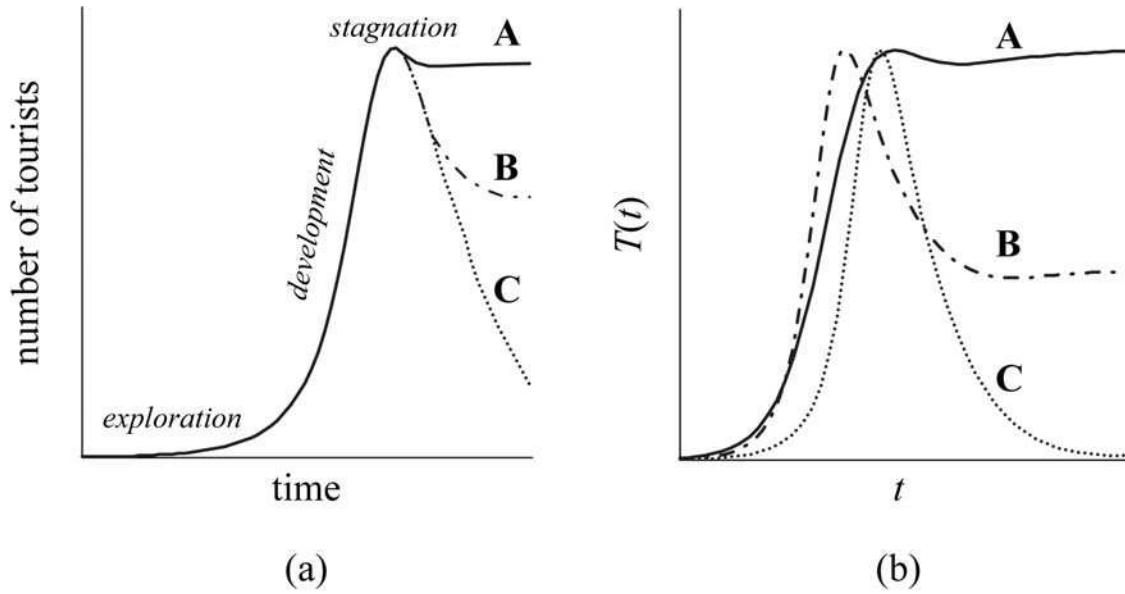 number of tourists
stagnation
A
development
B
C
exploration
time
(a)
T(t)
A
B
C
t
(b)